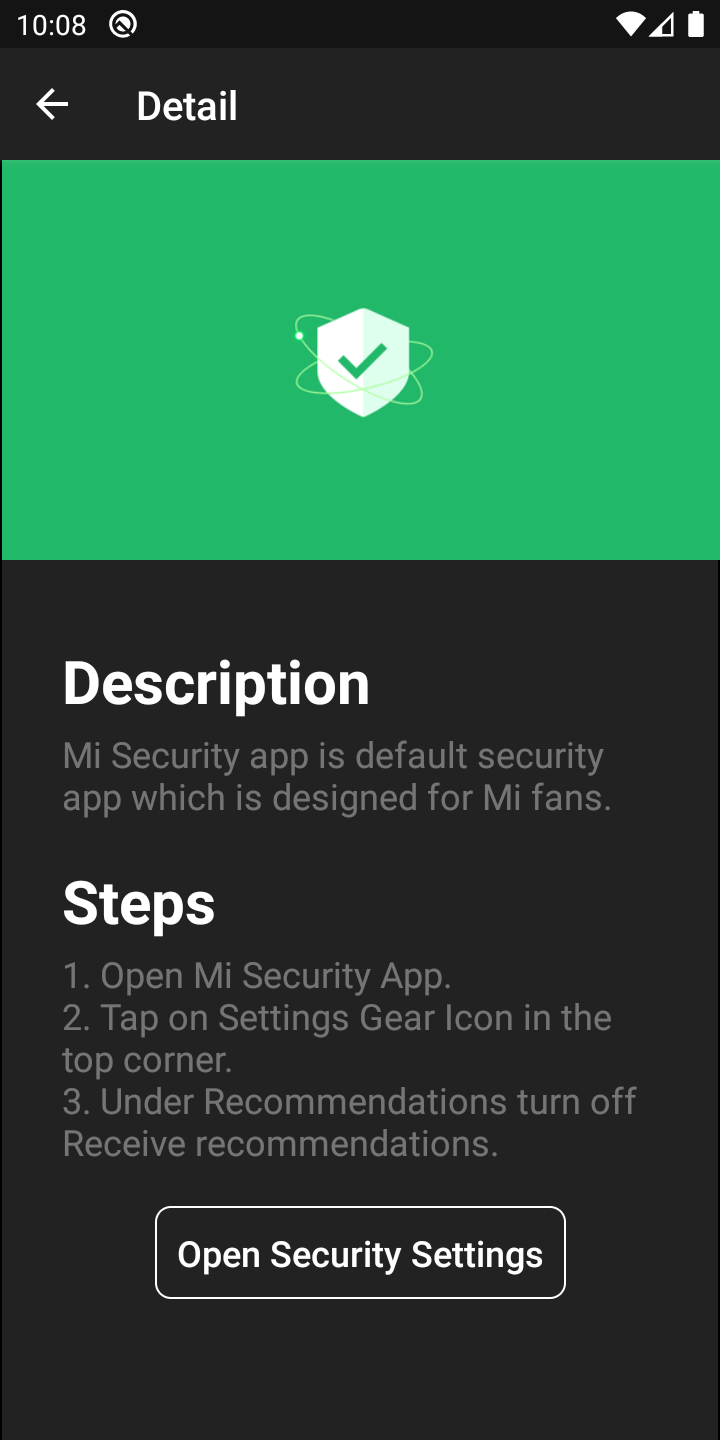 10:08
Detail
Description
Mi Security app is default security
app which is designed for Mi fans.
Steps
1. Open Mi Security App.
2. Tap on Settings Gear Icon in the
top corner.
3. Under Recommendations turn off
Receive recommendations.
Open Security Settings